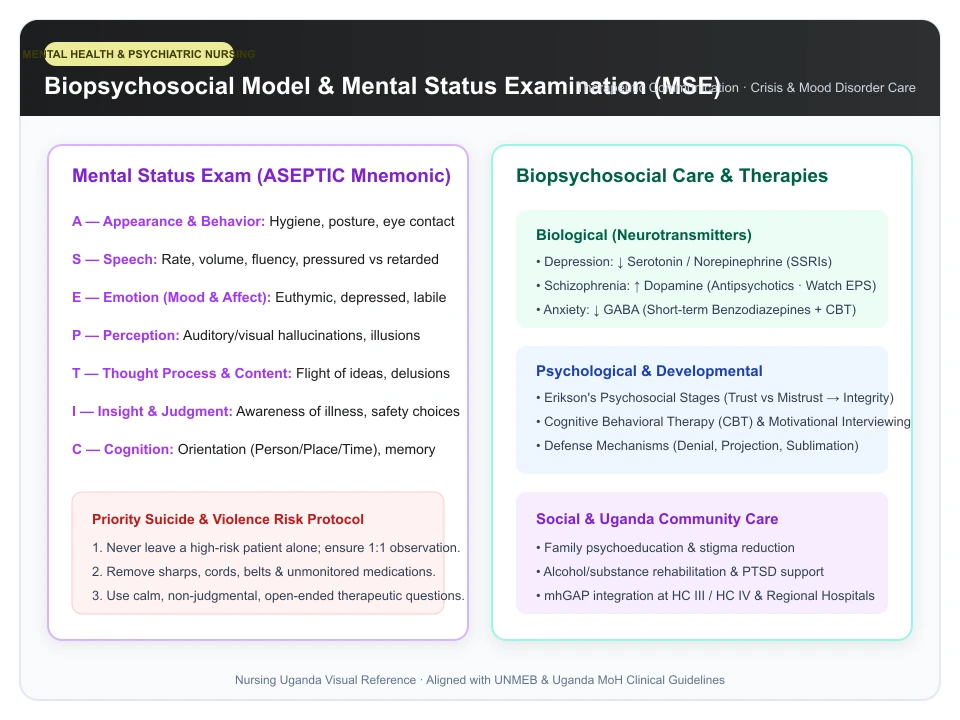 MENTAL HEALTH & PSYCHIATRIC NURSING
Biopsychosocial Model & Mental Status Examination (MSE)
Therapeutic Communication · Crisis & Mood Disorder Care
Mental Status Exam (ASEPTIC Mnemonic)
A — Appearance & Behavior: Hygiene, posture, eye contact
S — Speech: Rate, volume, fluency, pressured vs retarded
E — Emotion (Mood & Affect): Euthymic, depressed, labile
P — Perception: Auditory/visual hallucinations, illusions
T — Thought Process & Content: Flight of ideas, delusions
I — Insight & Judgment: Awareness of illness, safety choices
C — Cognition: Orientation (Person/Place/Time), memory
Priority Suicide & Violence Risk Protocol
1. Never leave a high-risk patient alone; ensure 1:1 observation.
2. Remove sharps, cords, belts & unmonitored medications.
3. Use calm, non-judgmental, open-ended therapeutic questions.
Biopsychosocial Care & Therapies
Biological (Neurotransmitters)
• Depression: ↓ Serotonin / Norepinephrine (SSRIs)
• Schizophrenia: ↑ Dopamine (Antipsychotics · Watch EPS)
• Anxiety: ↓ GABA (Short-term Benzodiazepines + CBT)
Psychological & Developmental
• Erikson's Psychosocial Stages (Trust vs Mistrust → Integrity)
• Cognitive Behavioral Therapy (CBT) & Motivational Interviewing
• Defense Mechanisms (Denial, Projection, Sublimation)
Social & Uganda Community Care
• Family psychoeducation & stigma reduction
• Alcohol/substance rehabilitation & PTSD support
• mhGAP integration at HC III / HC IV & Regional Hospitals
Nursing Uganda Visual Reference · Aligned with UNMEB & Uganda MoH Clinical Guidelines